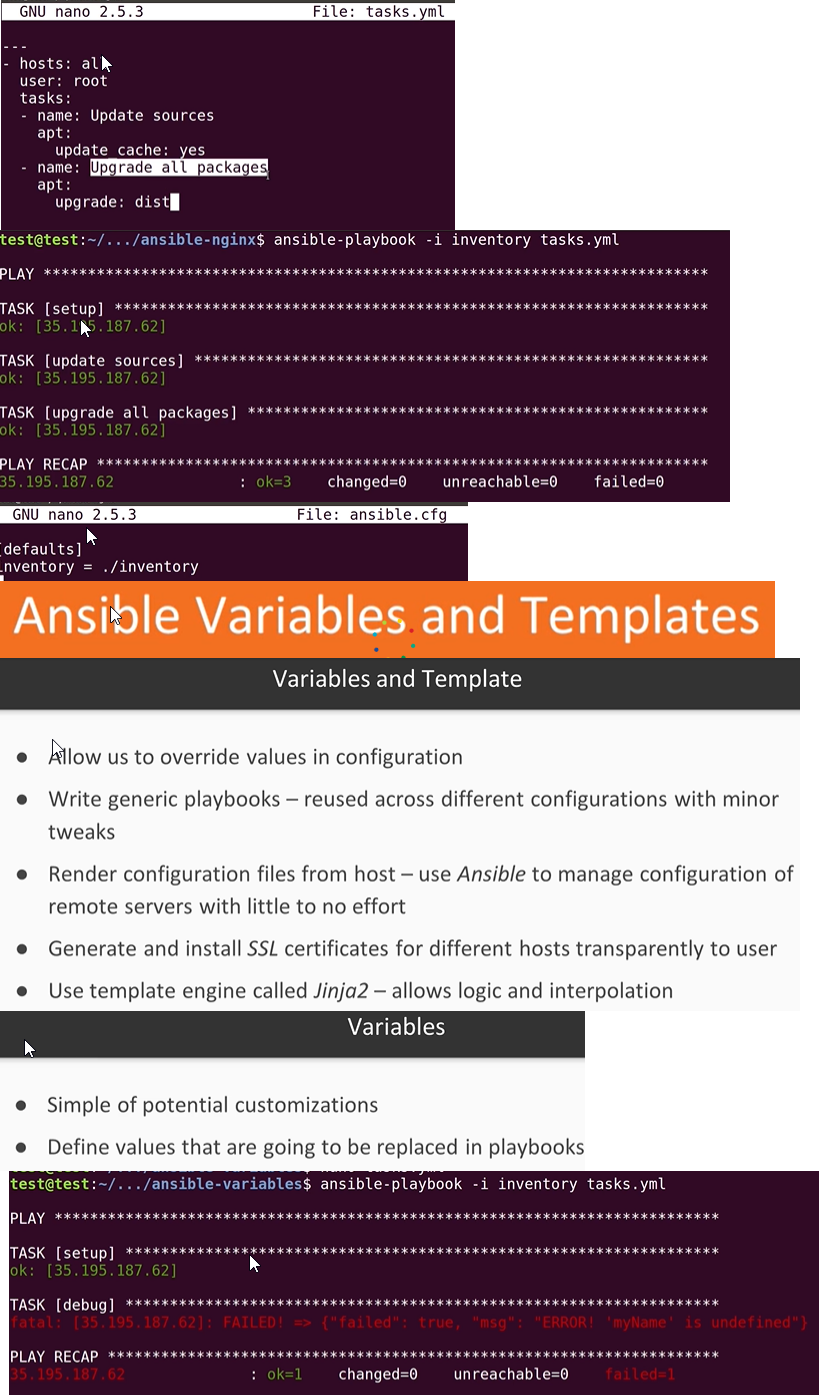 GNU nano 2.5.3 File: tasks.yml
---
- hosts: al
user: root
tasks:
- name: Update sources
apt:
update_cache: yes
- name: Upgrade all packages
apt:
upgrade: dist
test@test:~/.../ansible-nginx$ ansible-playbook -i inventory tasks.yml
PLAY ***************************************************************************
TASK [setup] *******************************************************************
ok: [35.195.187.62]
TASK [update sources] **********************************************************
ok: [35.195.187.62]
TASK [upgrade all packages] ****************************************************
ok: [35.195.187.62]
PLAY RECAP *********************************************************************
35.195.187.62 : ok=3 changed=0 unreachable=0 failed=0
GNU nano 2.5.3 File: ansible.cfg
[defaults]
inventory = ./inventory
Ansible Variables and Templates
Variables and Template
● Allow us to override values in configuration
● Write generic playbooks – reused across different configurations with minor
tweaks
● Render configuration files from host – use Ansible to manage configuration of
remote servers with little to no effort
● Generate and install SSL certificates for different hosts transparently to user
● Use template engine called Jinja2 – allows logic and interpolation
Variables
● Simple of potential customizations
● Define values that are going to be replaced in playbooks
test@test:~/.../ansible-variables$ ansible-playbook -i inventory tasks.yml
PLAY ***************************************************************************
TASK [setup] *******************************************************************
ok: [35.195.187.62]
TASK [debug] *******************************************************************
fatal: [35.195.187.62]: FAILED! => {"failed": true, "msg": "ERROR! 'myName' is undefined"}
PLAY RECAP *********************************************************************
35.195.187.62 : ok=1 changed=0 unreachable=0 failed=1